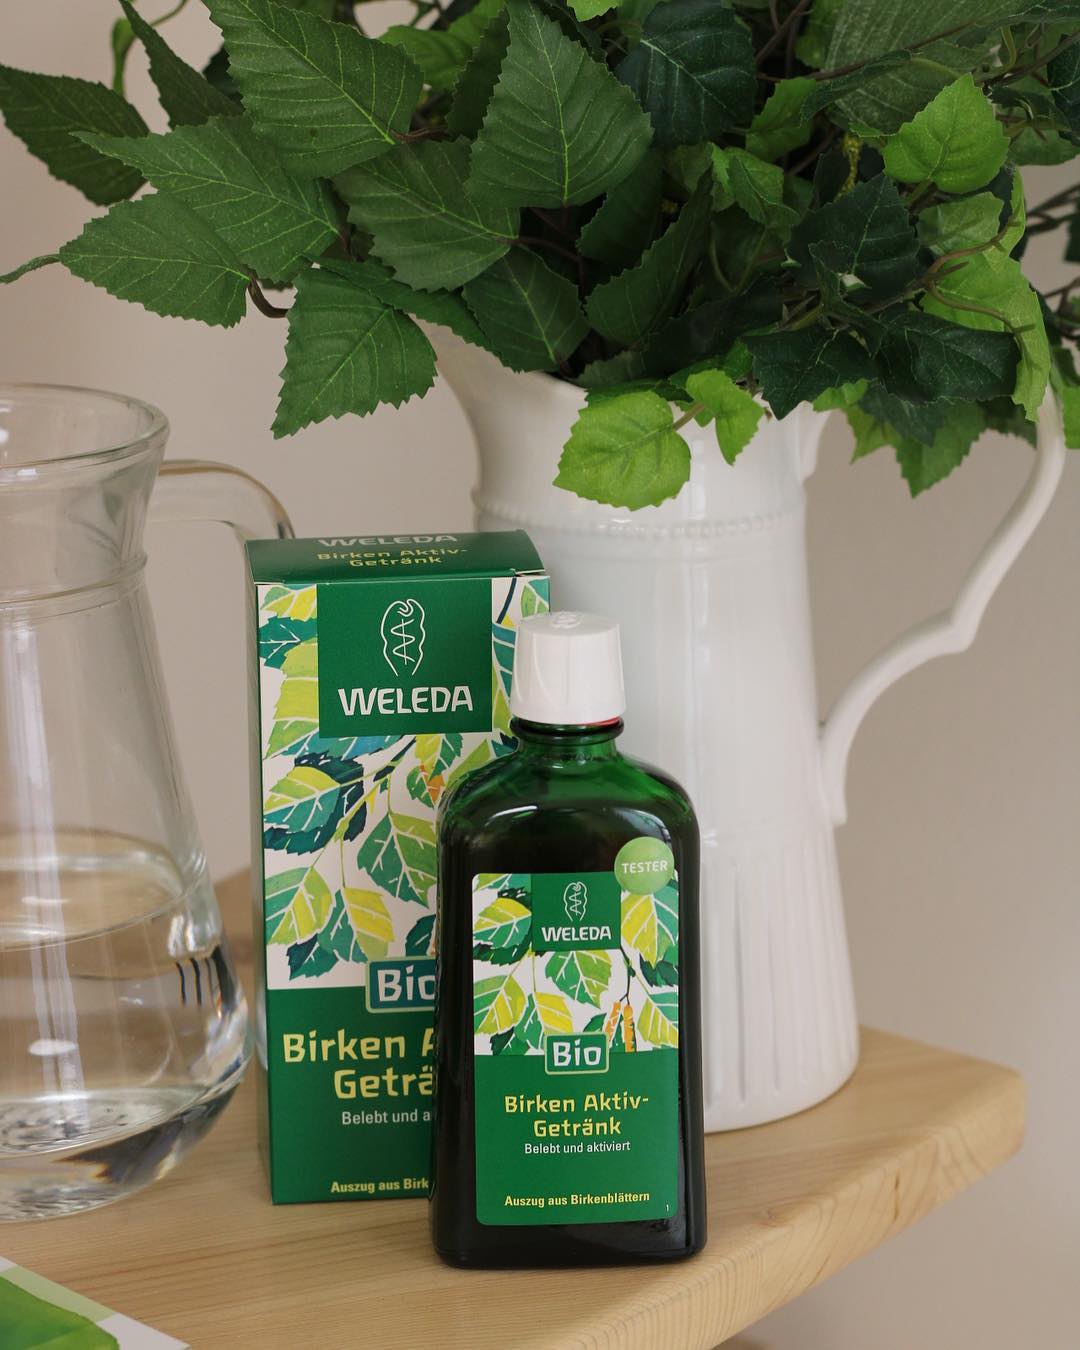 WELEDA
Birken Aktiv-
Getränk
WELEDA
Bio
Birken A
Geträ
Belebt und a
Auszug aus Birk
TESTER
WELEDA
Bio
Birken Aktiv-
Getränk
Belebt und aktiviert
Auszug aus Birkenblättern
1